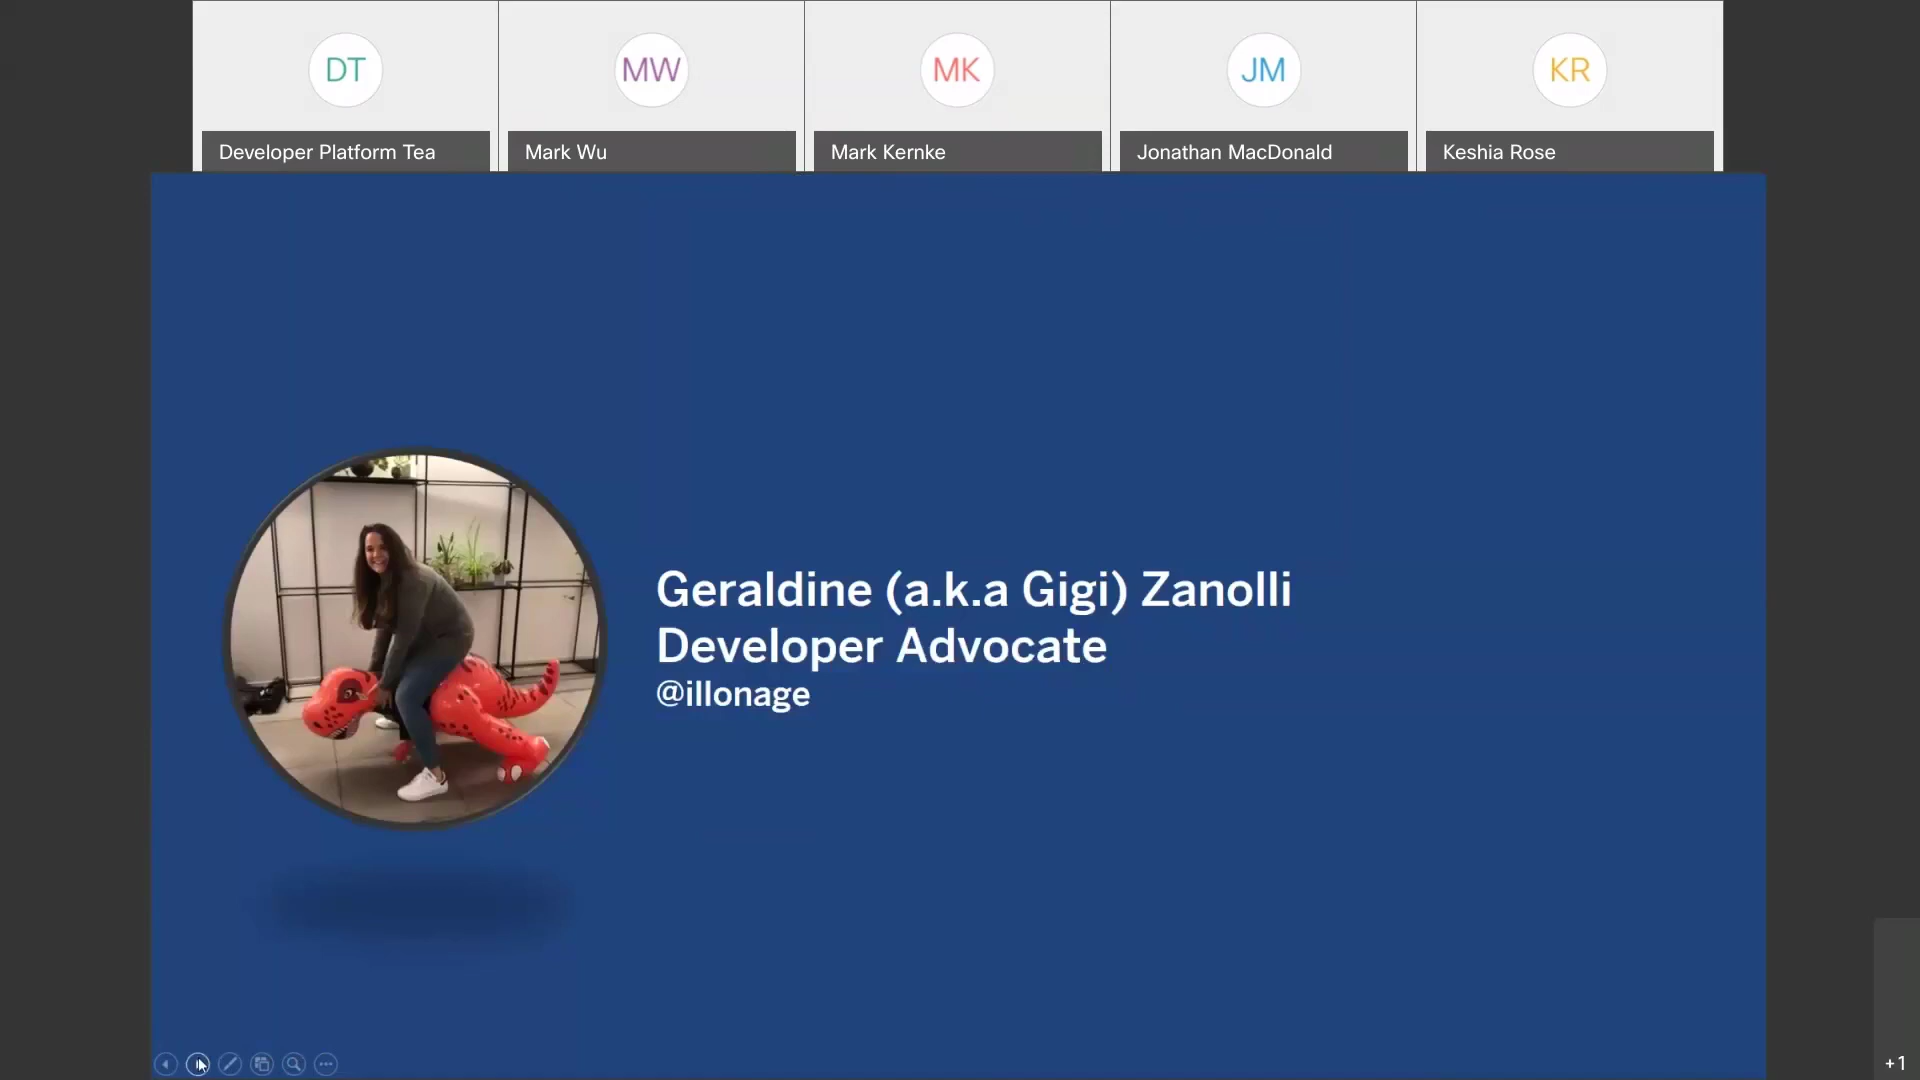 DT
MW
MK
JM
KR
Developer Platform Tea
Mark Wu
Mark Kernke
Jonathan MacDonald
Keshia Rose
Geraldine (a.k.a Gigi) Zanolli
Developer Advocate
@illonage
+1